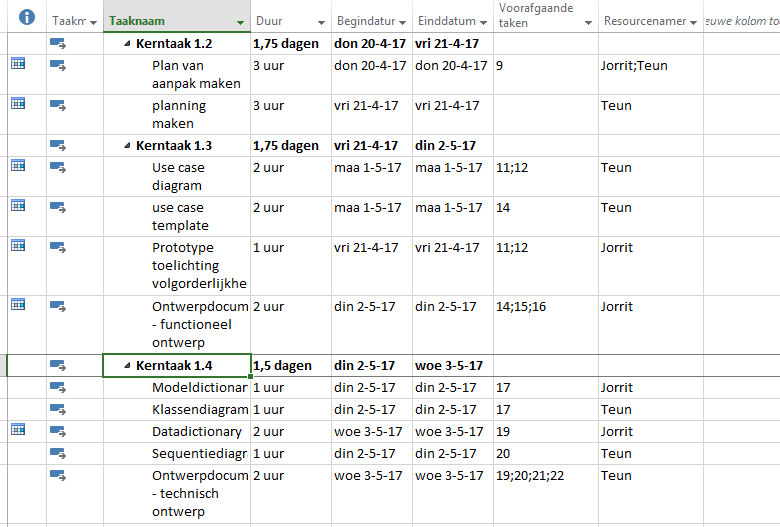 Voorafgaande
Taakm Taaknaam Duur Begindatur Einddatum taken Resourcenamer euwe kolom to
Kerntaak 1.2 1,75 dagen don 20-4-17 vri 21-4-17
Plan van 3 uur don 20-4-17 don 20-4-17 9 Jorrit;Teun
aanpak maken
planning 3 uur vri 21-4-17 vri 21-4-17 Teun
maken
Kerntaak 1.3 1,75 dagen vri 21-4-17 din 2-5-17
Use case 2 uur maa 1-5-17 maa 1-5-17 11;12 Teun
diagram
use case 2 uur maa 1-5-17 maa 1-5-17 14 Teun
template
Prototype 1 uur vri 21-4-17 vri 21-4-17 11;12 Jorrit
toelichting
volgorderlijkhe
Ontwerpdocum 2 uur din 2-5-17 din 2-5-17 14;15;16 Jorrit
- functioneel
ontwerp
Kerntaak 1.4 1,5 dagen din 2-5-17 woe 3-5-17
Modeldictionar 1 uur din 2-5-17 din 2-5-17 17 Jorrit
Klassendiagram 1 uur din 2-5-17 din 2-5-17 17 Teun
Datadictionary 2 uur woe 3-5-17 woe 3-5-17 19 Jorrit
Sequentiediagra 1 uur din 2-5-17 din 2-5-17 20 Teun
Ontwerpdocum 2 uur woe 3-5-17 woe 3-5-17 19;20;21;22 Teun
- technisch
ontwerp